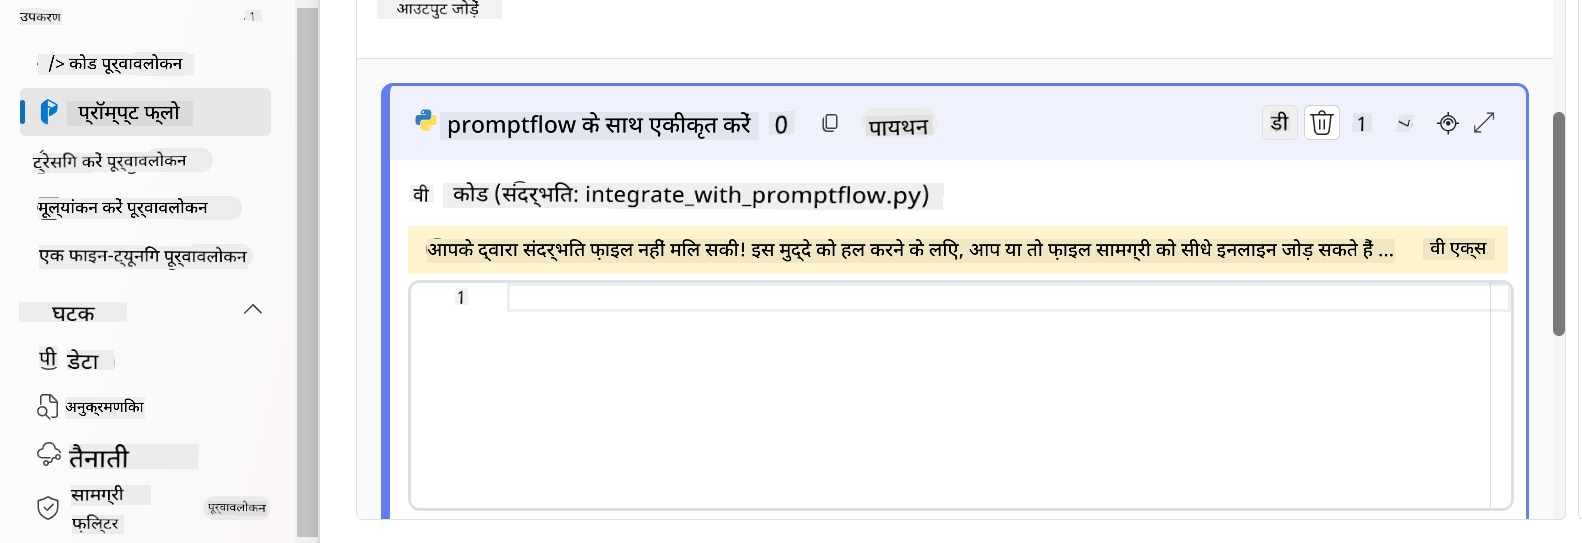 उपकरण 1
/> कोड पूर्वावलोकन
प्रॉम्प्ट फ्लो
ट्रेसिंग करें पूर्वावलोकन
मूल्यांकन करें पूर्वावलोकन
एक फाइन-ट्यूनिंग पूर्वावलोकन
घटक
पी डेटा
अनुक्रमणिका
तैनाती
सामग्री
फ़िल्टर
पूर्वावलोकन
आउटपुट जोड़ें
promptflow के साथ एकीकृत करें 0 पायथन डी 1
वी कोड (संदर्भित: integrate_with_promptflow.py)
आपके द्वारा संदर्भित फ़ाइल नहीं मिल सकी! इस मुद्दे को हल करने के लिए, आप या तो फ़ाइल सामग्री को सीधे इनलाइन जोड़ सकते हैं ... वी एक्स
1